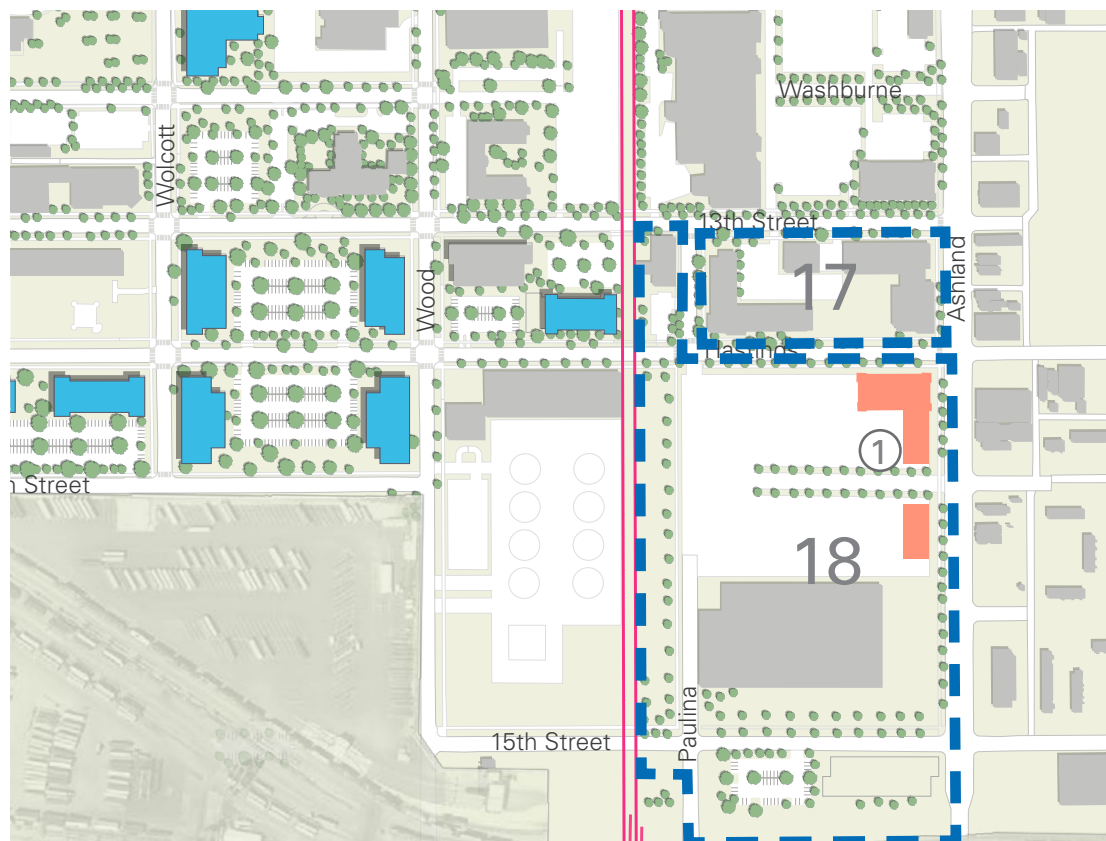 Washburne
Wolcott
13th Street
Wood
17
Ashland
Hastings
1
h Street
18
Paulina
15th Street